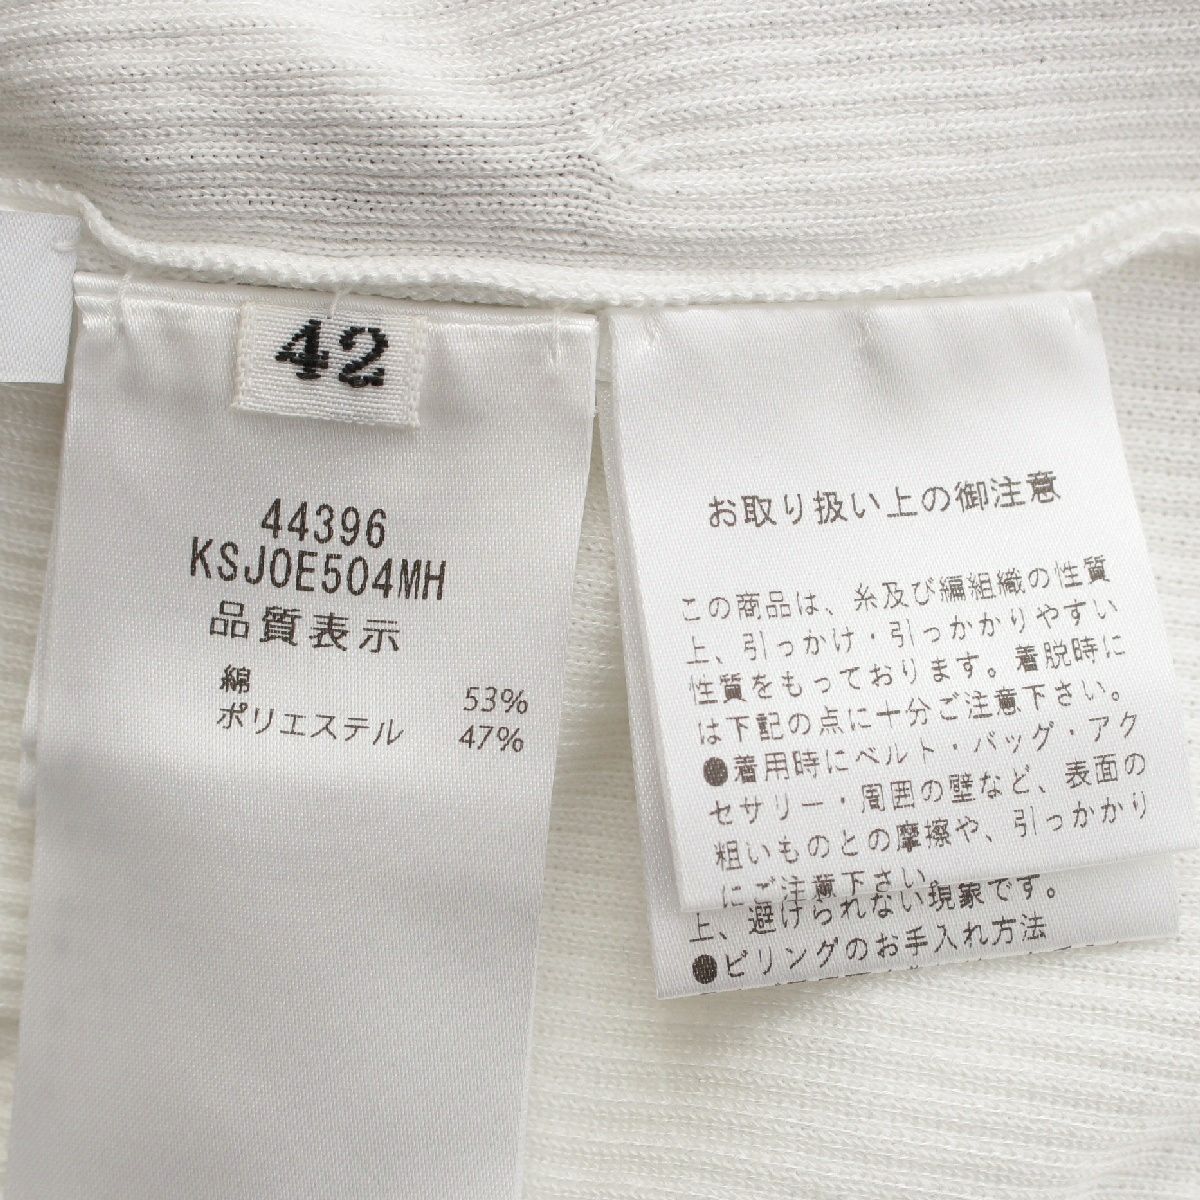 42
44396
KSJOE504MH
品質表示
綿 53%
ポリエステル 47%
お取り扱い上の御注意
この商品は、糸及び編組織の性質
上、引っかけ・引っかかりやすい
性質をもっております。着脱時に
は下記の点に十分ご注意下さい。
●着用時にベルト・バッグ・アク
セサリー・周囲の壁など、表面の
粗いものとの摩擦や、引っかかり
にご注意下さい。
上、避けられない現象です。
●ピリングのお手入れ方法